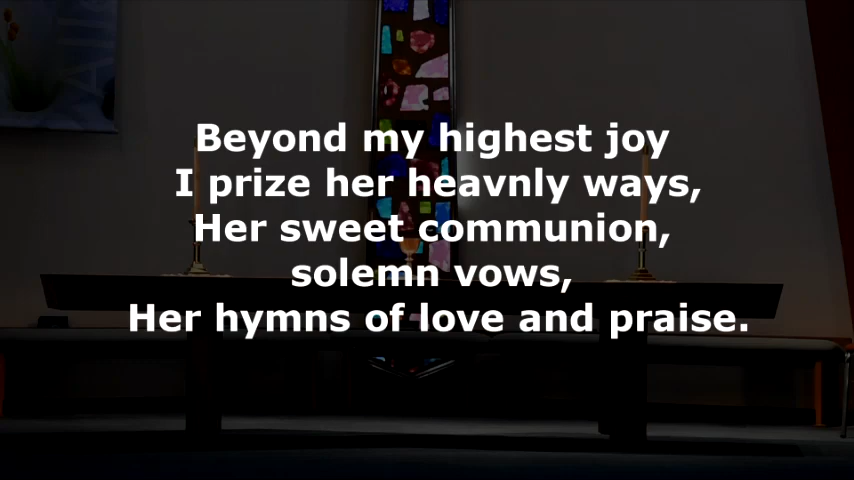 Beyond my highest joy
I prize her heavnly ways,
Her sweet communion,
solemn vows,
Her hymns of love and praise.